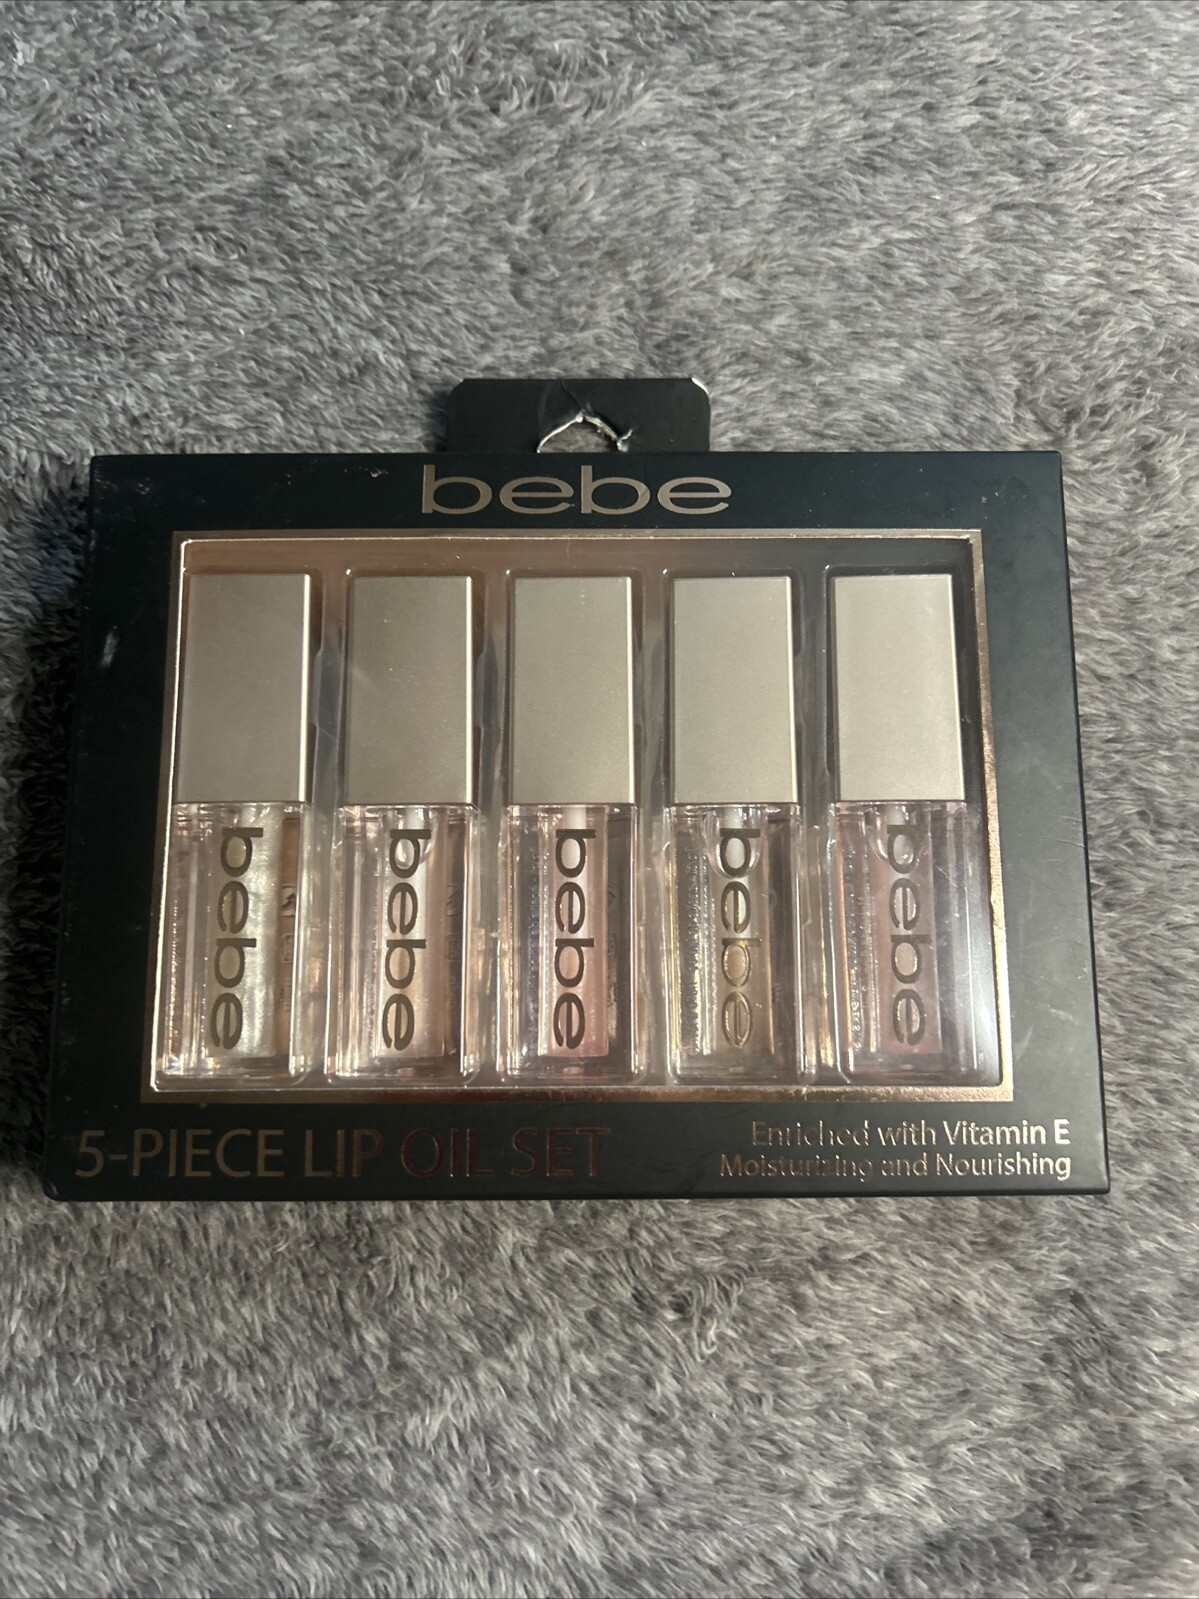 bebe
bebe
bebe
bebe
bebe
bebe
5-PIECE LIP OIL SET
Enriched with Vitamin E
Moisturizing and Nourishing